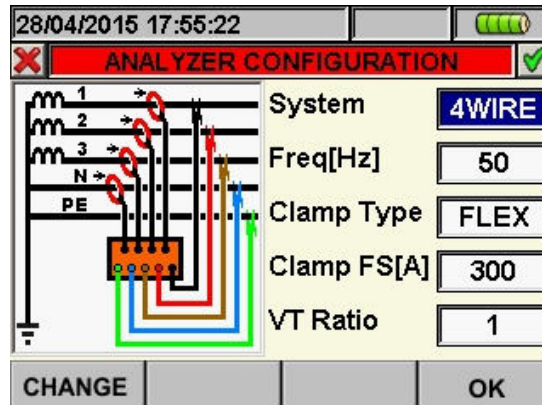 28/04/2015 17:55:22
ANALYZER CONFIGURATION
1
2
3
N
PE
System 4WIRE
Freq[Hz] 50
Clamp Type FLEX
Clamp FS[A] 300
VT Ratio 1
CHANGE OK